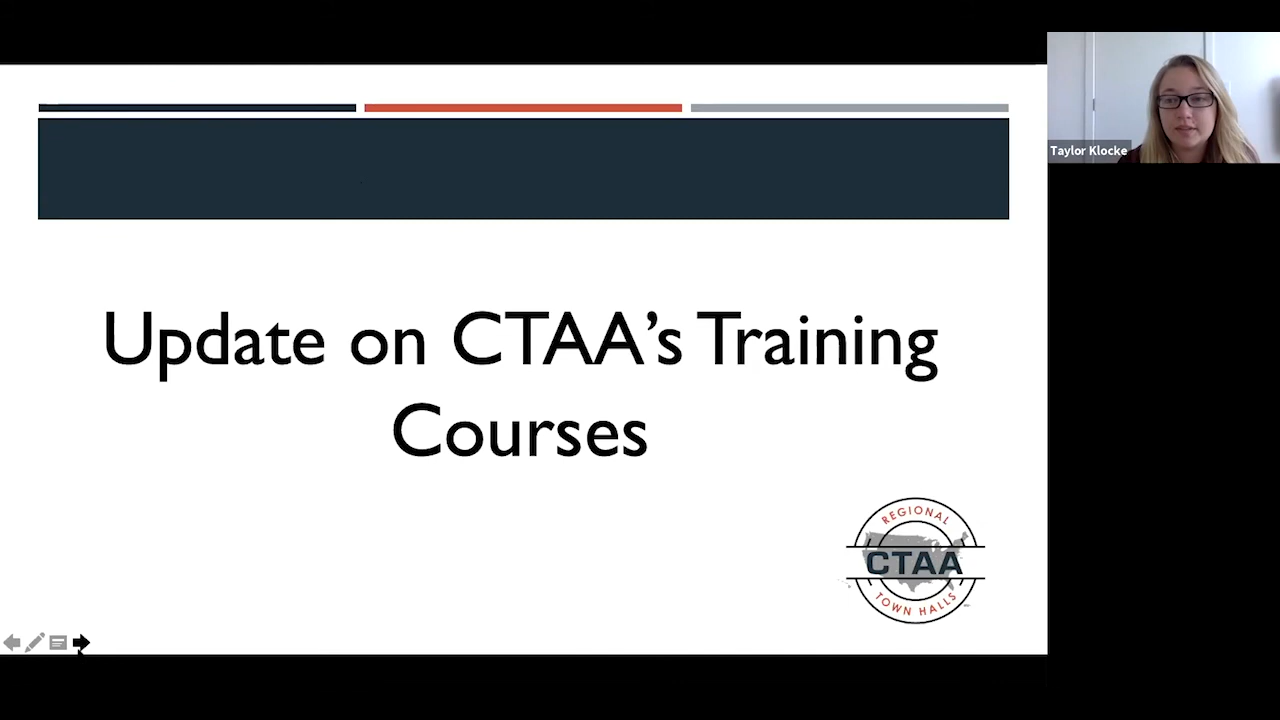 Update on CTAA's Training
Courses
REGIONAL
CTAA
TOWN HALLS
Taylor Klocke